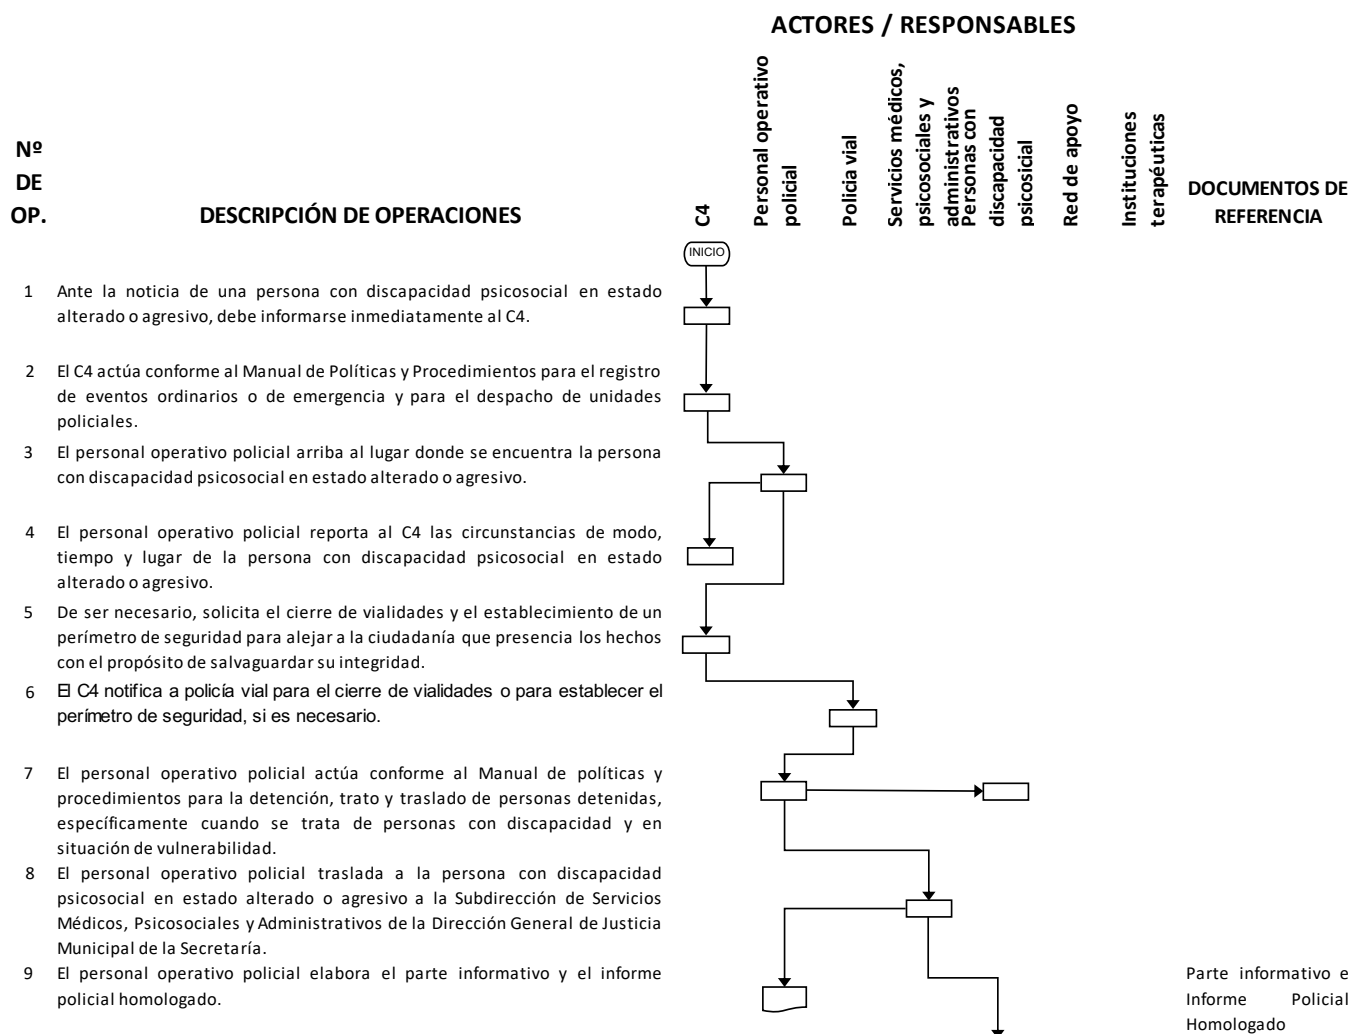 ACTORES / RESPONSABLES
Nº
DE
OP.
DESCRIPCIÓN DE OPERACIONES
C4
Personal operativo
policial
Policia vial
Servicios médicos,
psicosociales y
administrativos
Personas con
discapacidad
psicosicial
Red de apoyo
Instituciones
terapéuticas
DOCUMENTOS DE
REFERENCIA
INICIO
1 Ante la noticia de una persona con discapacidad psicosocial en estado
alterado o agresivo, debe informarse inmediatamente al C4.
2 El C4 actúa conforme al Manual de Políticas y Procedimientos para el registro
de eventos ordinarios o de emergencia y para el despacho de unidades
policiales.
3 El personal operativo policial arriba al lugar donde se encuentra la persona
con discapacidad psicosocial en estado alterado o agresivo.
4 El personal operativo policial reporta al C4 las circunstancias de modo,
tiempo y lugar de la persona con discapacidad psicosocial en estado
alterado o agresivo.
5 De ser necesario, solicita el cierre de vialidades y el establecimiento de un
perímetro de seguridad para alejar a la ciudadanía que presencia los hechos
con el propósito de salvaguardar su integridad.
6 El C4 notifica a policía vial para el cierre de vialidades o para establecer el
perímetro de seguridad, si es necesario.
7 El personal operativo policial actúa conforme al Manual de políticas y
procedimientos para la detención, trato y traslado de personas detenidas,
específicamente cuando se trata de personas con discapacidad y en
situación de vulnerabilidad.
8 El personal operativo policial traslada a la persona con discapacidad
psicosocial en estado alterado o agresivo a la Subdirección de Servicios
Médicos, Psicosociales y Administrativos de la Dirección General de Justicia
Municipal de la Secretaría.
9 El personal operativo policial elabora el parte informativo y el informe
policial homologado.
Parte informativo e
Informe Policial
Homologado